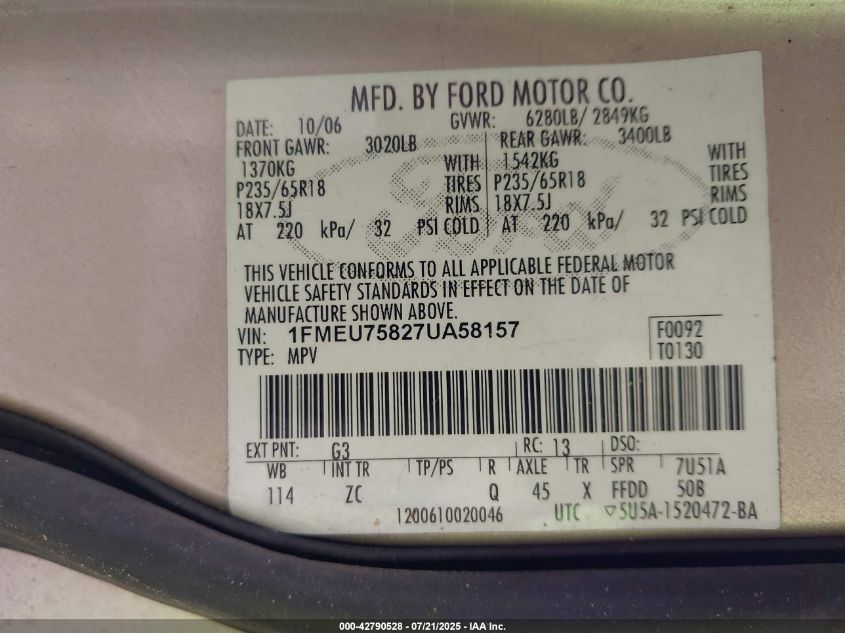 MFD. BY FORD MOTOR CO.
DATE: 10/06 GVWR: 6280LB/ 2849KG
FRONT GAWR: 3020LB REAR GAWR: 3400LB
1370KG WITH 1542KG WITH
P235/65R18 TIRES P235/65R18 TIRES
18X7.5J RIMS 18X7.5J RIMS
AT 220 kPa/ 32 PSI COLD AT 220 kPa/ 32 PSI COLD
Ford
THIS VEHICLE CONFORMS TO ALL APPLICABLE FEDERAL MOTOR
VEHICLE SAFETY STANDARDS IN EFFECT ON THE DATE OF
MANUFACTURE SHOWN ABOVE.
VIN: 1FMEU75827UA58157 F0092
TYPE: MPV T0130
EXT PNT: G3 RC: 13 DSO:
WB INT TR TP/PS R AXLE TR SPR 7U51A
114 ZC Q 45 X FFDD 50B
1200610020046 UTC ▽5U5A-1520472-BA
000-42790528 - 07/21/2025 - IAA Inc.